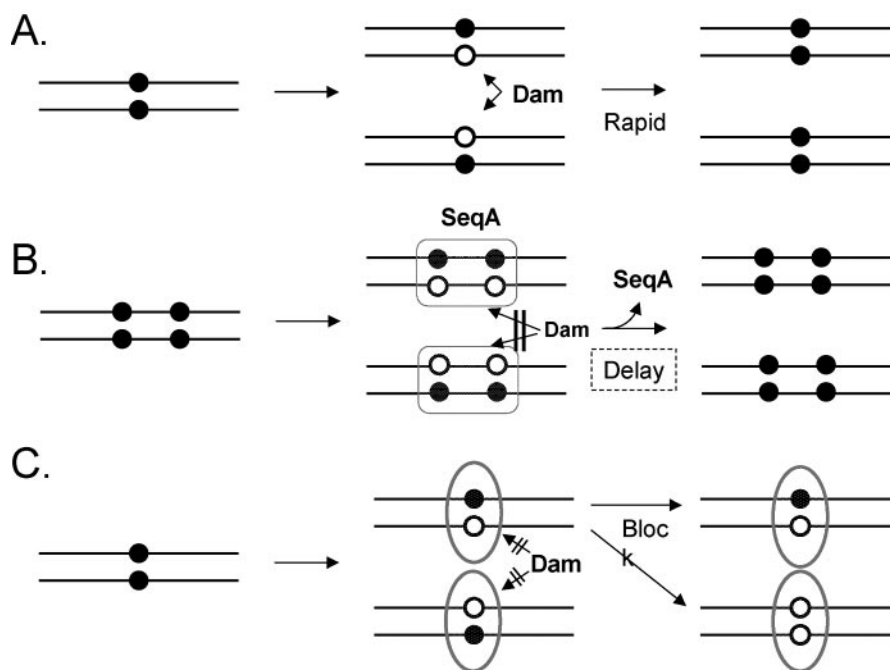 A.
Dam
Rapid
SeqA
B.
SeqA
Dam
Delay
C.
Bloc
k
Dam